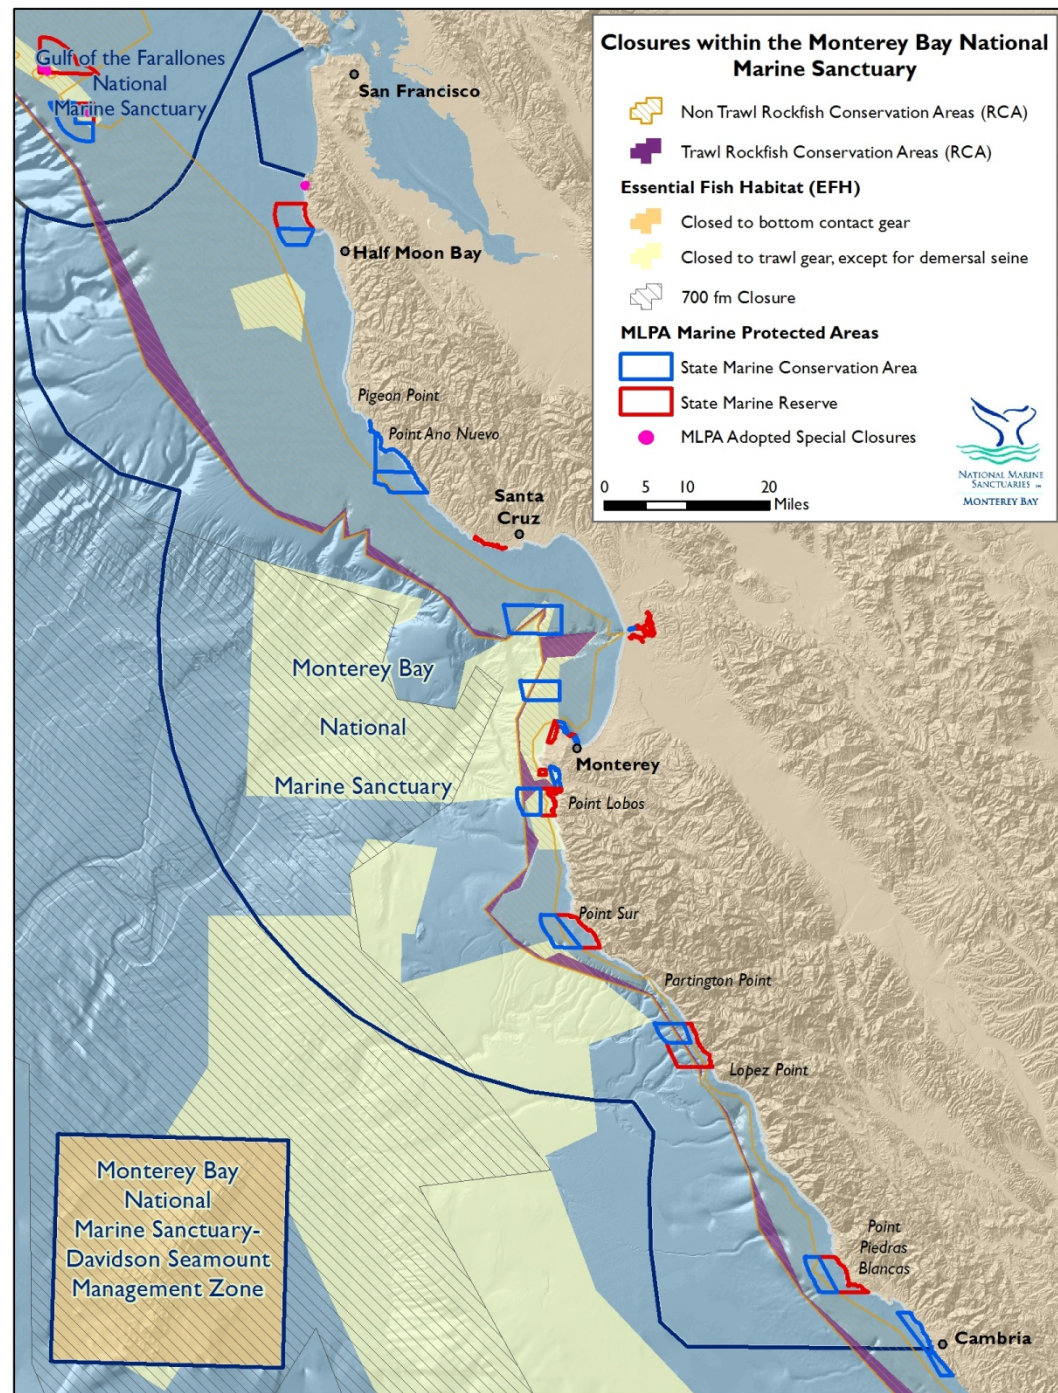 Closures within the Monterey Bay National
Marine Sanctuary
Non Trawl Rockfish Conservation Areas (RCA)
Trawl Rockfish Conservation Areas (RCA)
Essential Fish Habitat (EFH)
Closed to bottom contact gear
Closed to trawl gear, except for demersal seine
700 fm Closure
MLPA Marine Protected Areas
State Marine Conservation Area
State Marine Reserve
MLPA Adopted Special Closures
0 5 10 20
Miles
NATIONAL MARINE
SANCTUARIES ™
MONTEREY BAY
Gulf of the Farallones
National
Marine Sanctuary
San Francisco
Half Moon Bay
Pigeon Point
Point Ano Nuevo
Santa
Cruz
Monterey Bay
National
Marine Sanctuary
Monterey
Point Lobos
Point Sur
Partington Point
Lopez Point
Point
Piedras
Blancas
Cambria
Monterey Bay
National
Marine Sanctuary-
Davidson Seamount
Management Zone